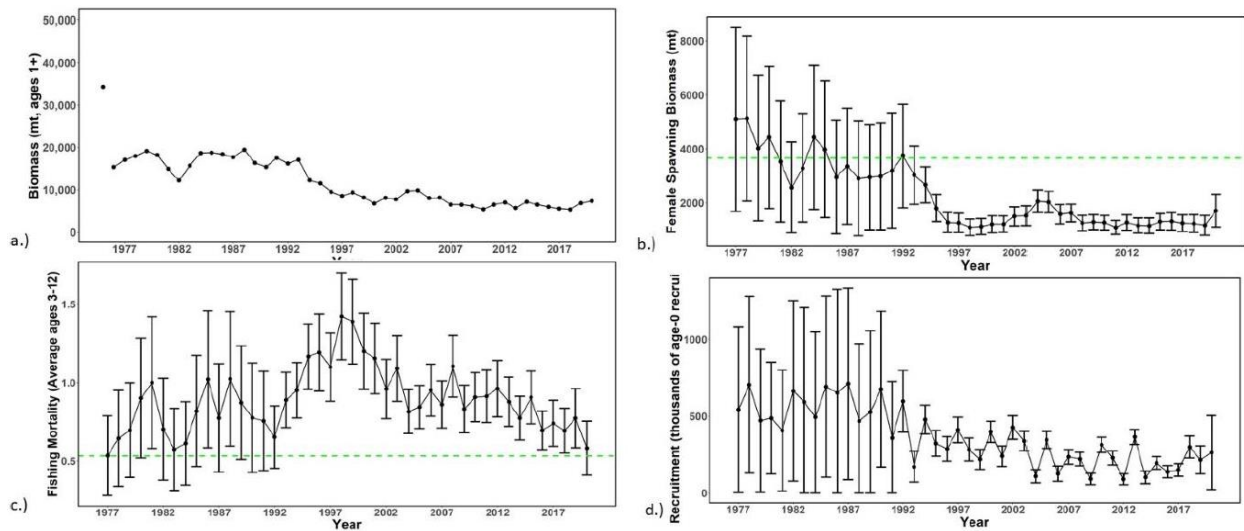 Biomass (mt, ages 1+)
50,000
40,000
30,000
20,000
10,000
0
1977 1982 1987 1992 1997 2002 2007 2012 2017
Year
a.)
Female Spawning Biomass (mt)
8000
6000
4000
2000
1977 1982 1987 1992 1997 2002 2007 2012 2017
Year
b.)
Fishing Mortality (Average ages 3-12)
1.5
1.0
0.5
1977 1982 1987 1992 1997 2002 2007 2012 2017
Year
c.)
Recruitment (thousands of age-0 recrui
1000
500
0
1977 1982 1987 1992 1997 2002 2007 2012 2017
Year
d.)